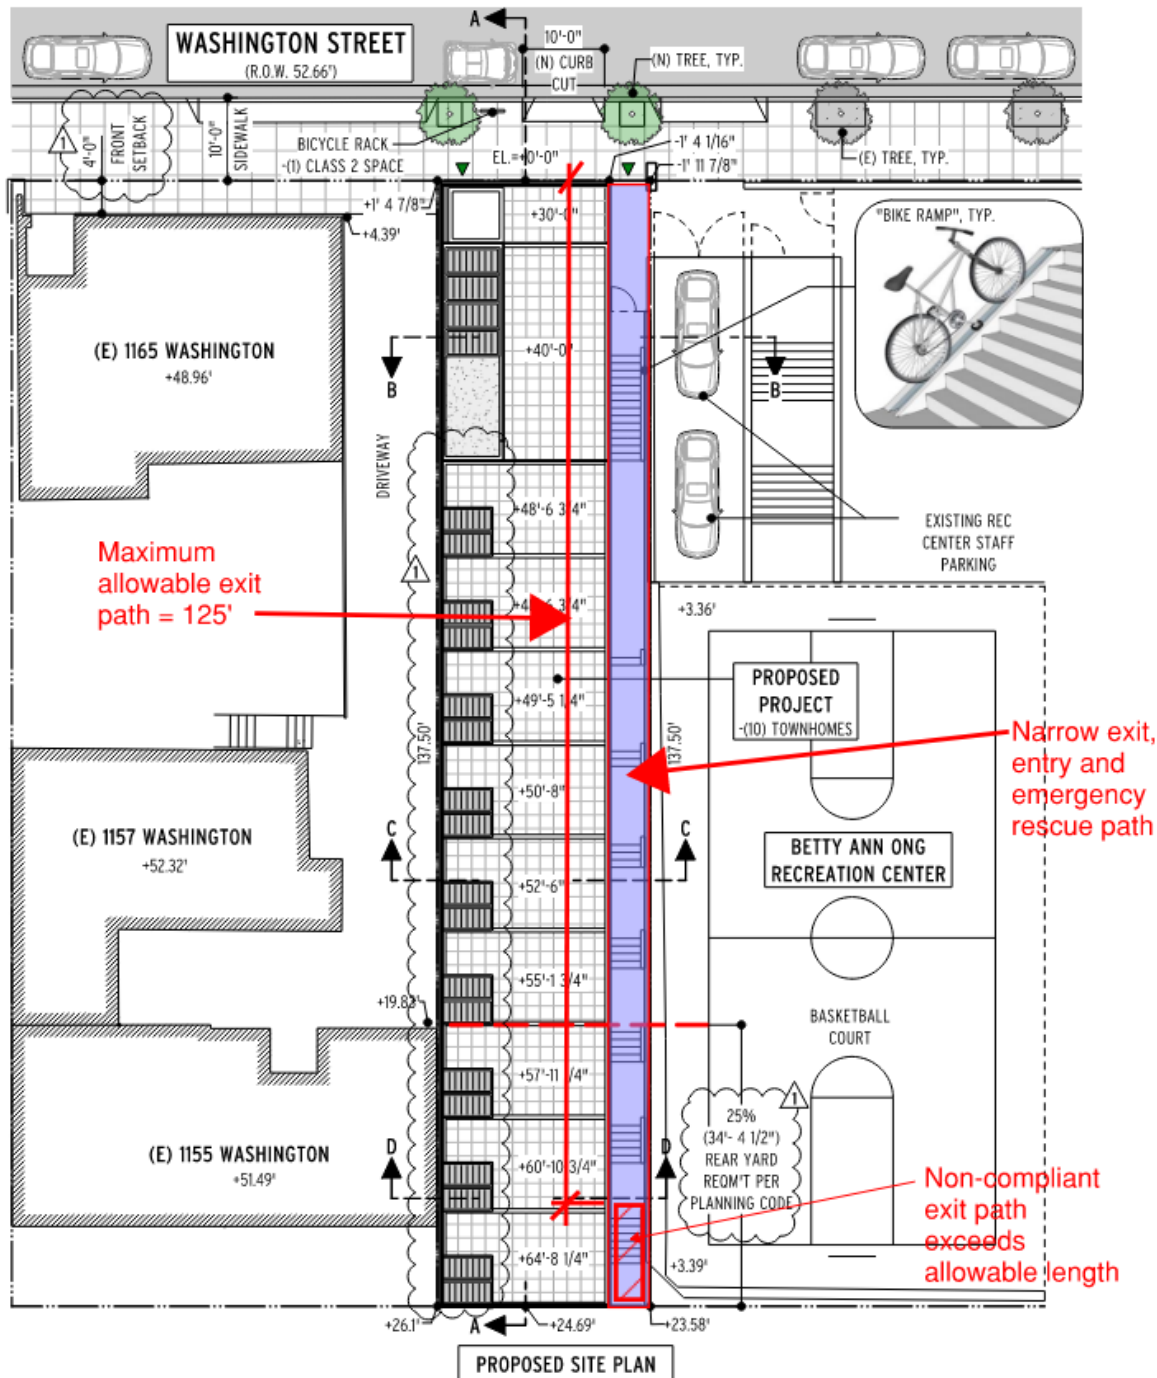 A
WASHINGTON STREET
(R.O.W. 52.66')
10'-0"
(N) CURB
CUT
(N) TREE, TYP.
1
4'-0"
FRONT
SETBACK
10'-0"
SIDEWALK
BICYCLE RACK
-(1) CLASS 2 SPACE
EL.=+0'-0"
-1' 4 1/16"
-1' 11 7/8"
(E) TREE, TYP.
+1' 4 7/8"
+4.39'
+30'-0"
"BIKE RAMP", TYP.
(E) 1165 WASHINGTON
+48.96'
+40'-0"
B
B
DRIVEWAY
+48'-6 3/4"
EXISTING REC
CENTER STAFF
PARKING
Maximum
allowable exit
path = 125'
1
+3.36'
PROPOSED
PROJECT
-(10) TOWNHOMES
+49'-5 1/4"
137.50'
137.50'
Narrow exit,
entry and
emergency
rescue path
+50'-8"
(E) 1157 WASHINGTON
+52.32'
C
C
BETTY ANN ONG
RECREATION CENTER
+52'-6"
+55'-1 3/4"
+19.82'
BASKETBALL
COURT
+57'-11 1/4"
1
25%
(34'- 4 1/2")
REAR YARD
REQM'T PER
PLANNING CODE
(E) 1155 WASHINGTON
+51.49'
D
D
+60'-10 3/4"
Non-compliant
exit path
exceeds
allowable length
+64'-8 1/4"
+3.39'
+26.1'
A
+24.69'
+23.58'
PROPOSED SITE PLAN